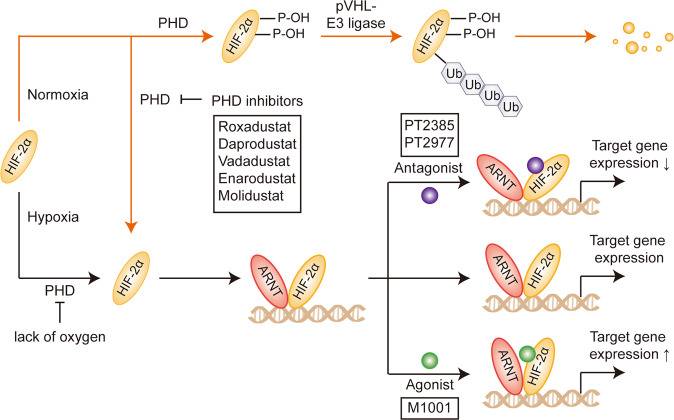 PHD
HIF-2α
P-OH
P-OH
pVHL-
E3 ligase
HIF-2α
P-OH
P-OH
Ub
Ub
Ub
Ub
Normoxia
PHD
PHD inhibitors
Roxadustat
Daprodustat
Vadadustat
Enarodustat
Molidustat
HIF-2α
Hypoxia
PHD
lack of oxygen
HIF-2α
ARNT
HIF-2α
PT2385
PT2977
Antagonist
ARNT
HIF-2α
Target gene
expression ↓
ARNT
HIF-2α
Target gene
expression
Agonist
M1001
ARNT
HIF-2α
Target gene
expression ↑